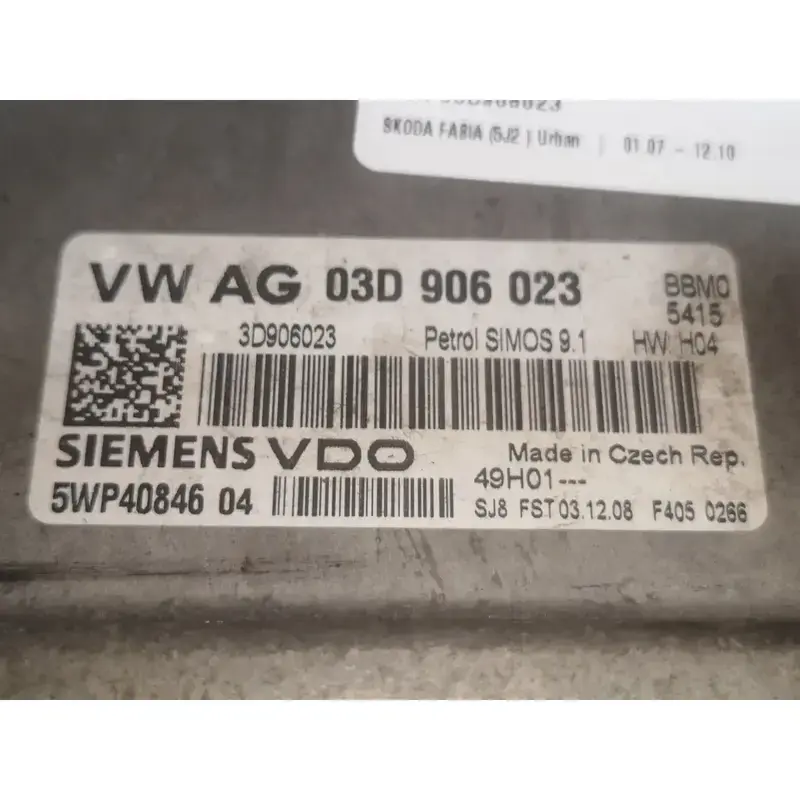 SKODA FABIA (5J2 ) Urban | 01.07 - 12.10
VW AG 03D 906 023
BBM0
5415
3D906023 Petrol SIMOS 9.1 HW H04
SIEMENS VDO
Made in Czech Rep.
5WP40846 04
49H01---
SJ8 FST 03.12.08 F405 0266